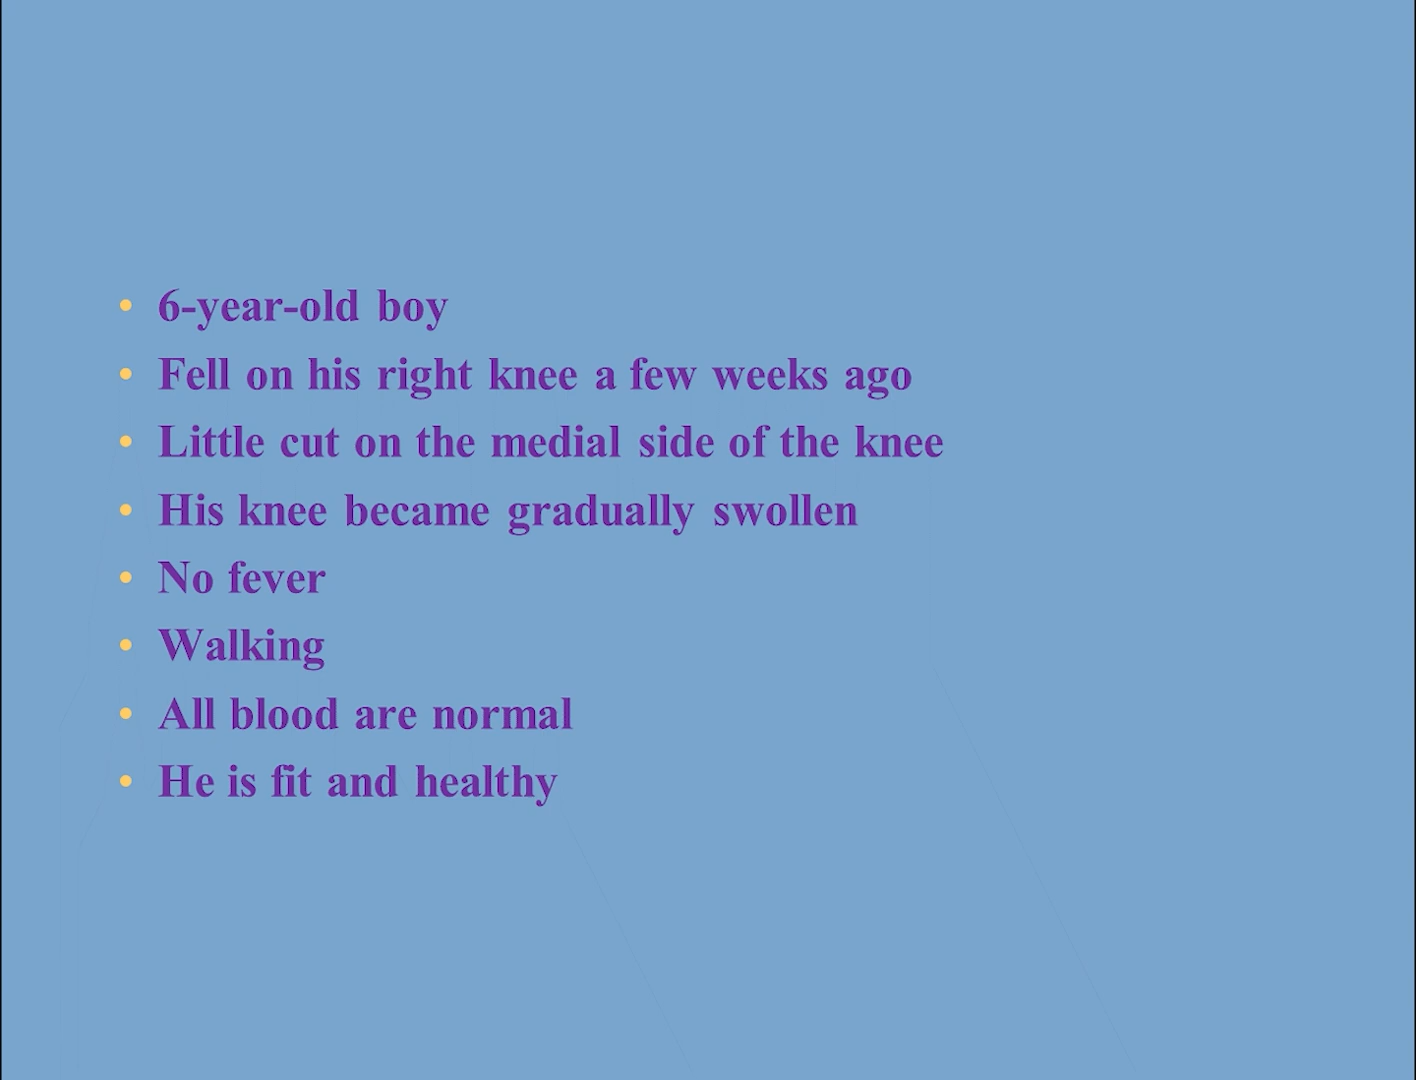 • 6-year-old boy
• Fell on his right knee a few weeks ago
• Little cut on the medial side of the knee
• His knee became gradually swollen
• No fever
• Walking
• All blood are normal
• He is fit and healthy